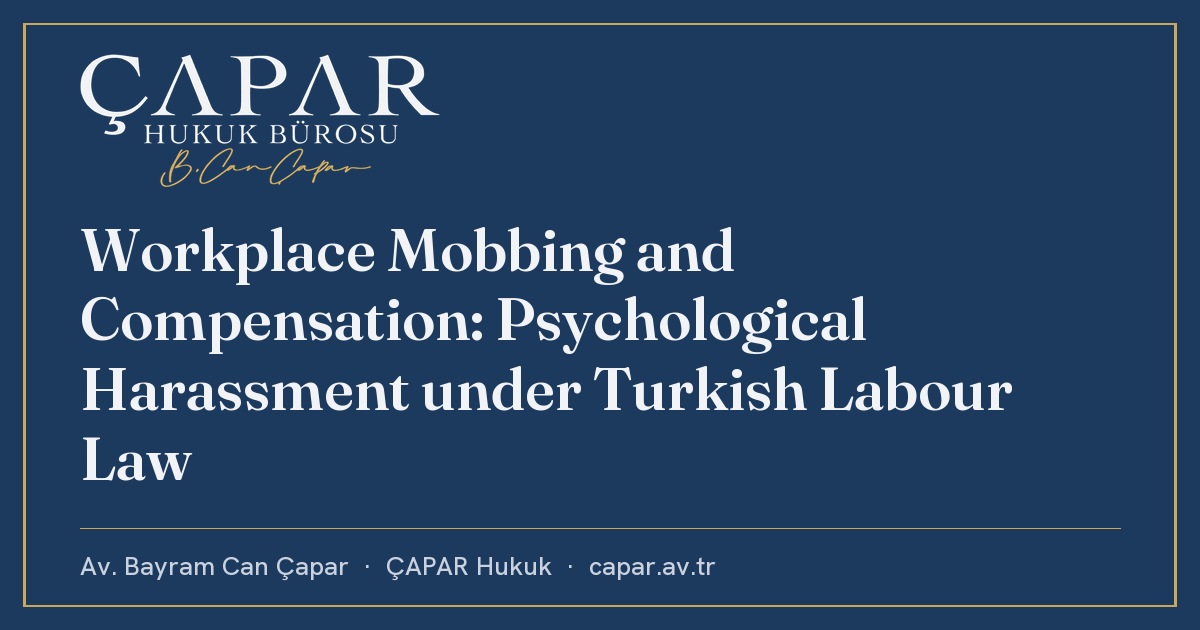 ÇAPAR
HUKUK BÜROSU
B.Can Çapar
Workplace Mobbing and
Compensation: Psychological
Harassment under Turkish Labour
Law
Av. Bayram Can Çapar · ÇAPAR Hukuk · capar.av.tr